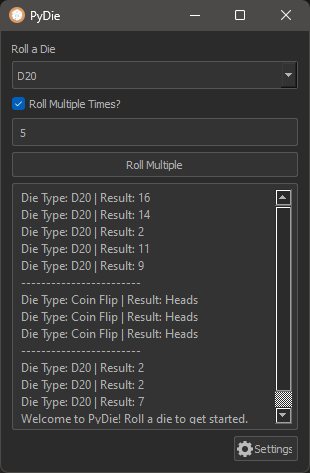 PyDie
Roll a Die
D20
Roll Multiple Times?
5
Roll Multiple
Die Type: D20 | Result: 16
Die Type: D20 | Result: 14
Die Type: D20 | Result: 2
Die Type: D20 | Result: 11
Die Type: D20 | Result: 9
------------------------
Die Type: Coin Flip | Result: Heads
Die Type: Coin Flip | Result: Heads
Die Type: Coin Flip | Result: Heads
------------------------
Die Type: D20 | Result: 2
Die Type: D20 | Result: 2
Die Type: D20 | Result: 7
Welcome to PyDie! Roll a die to get started.
Settings